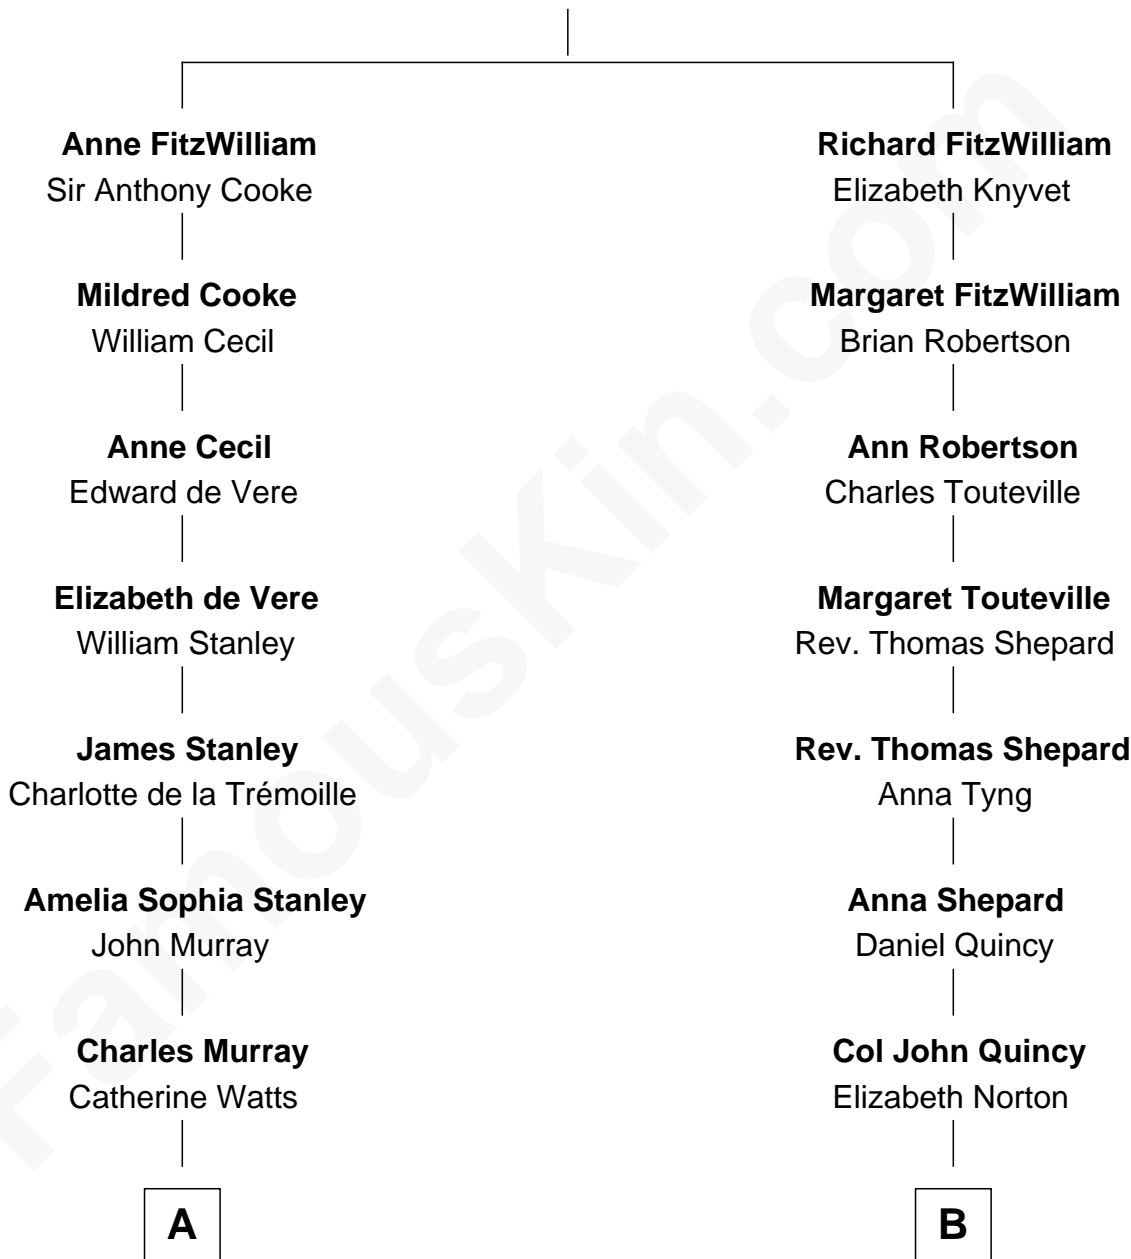 Anne FitzWilliam
Sir Anthony Cooke
Richard FitzWilliam
Elizabeth Knyvet
Mildred Cooke
William Cecil
Margaret FitzWilliam
Brian Robertson
Anne Cecil
Edward de Vere
Ann Robertson
Charles Touteville
Elizabeth de Vere
William Stanley
Margaret Touteville
Rev. Thomas Shepard
James Stanley
Charlotte de la Trémoille
Rev. Thomas Shepard
Anna Tyng
Amelia Sophia Stanley
John Murray
Anna Shepard
Daniel Quincy
Charles Murray
Catherine Watts
Col John Quincy
Elizabeth Norton
A
B
FamousKin.com